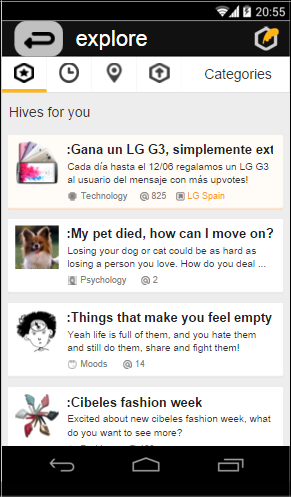 20:55
explore
Categories
Hives for you
:Gana un LG G3, simplemente ext
Cada día hasta el 12/06 regalamos un LG G3
al usuario del mensaje con más upvotes!
Technology @ 825 LG Spain
:My pet died, how can I move on?
Losing your dog or cat could be as hard as
losing a person you love. How do you deal ...
Psychology @ 2
:Things that make you feel empty
Yeah life is full of them, and you hate them
and still do them, share and fight them!
Moods @ 14
:Cibeles fashion week
Excited about new cibeles fashion week, what
do you want to see more?